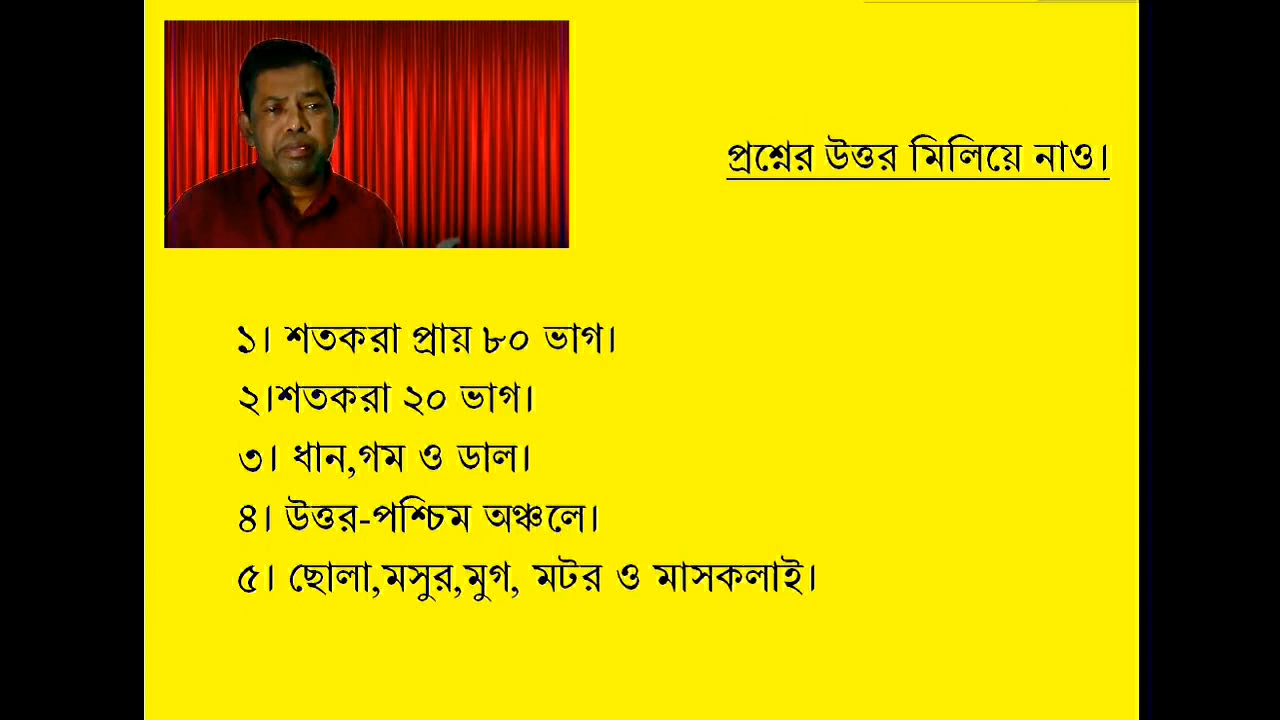 প্রশ্নের উত্তর মিলিয়ে নাও।
১। শতকরা প্রায় ৮০ ভাগ।
২।শতকরা ২০ ভাগ।
৩। ধান,গম ও ডাল।
৪। উত্তর-পশ্চিম অঞ্চলে।
৫। ছোলা,মসুর,মুগ, মটর ও মাসকলাই।